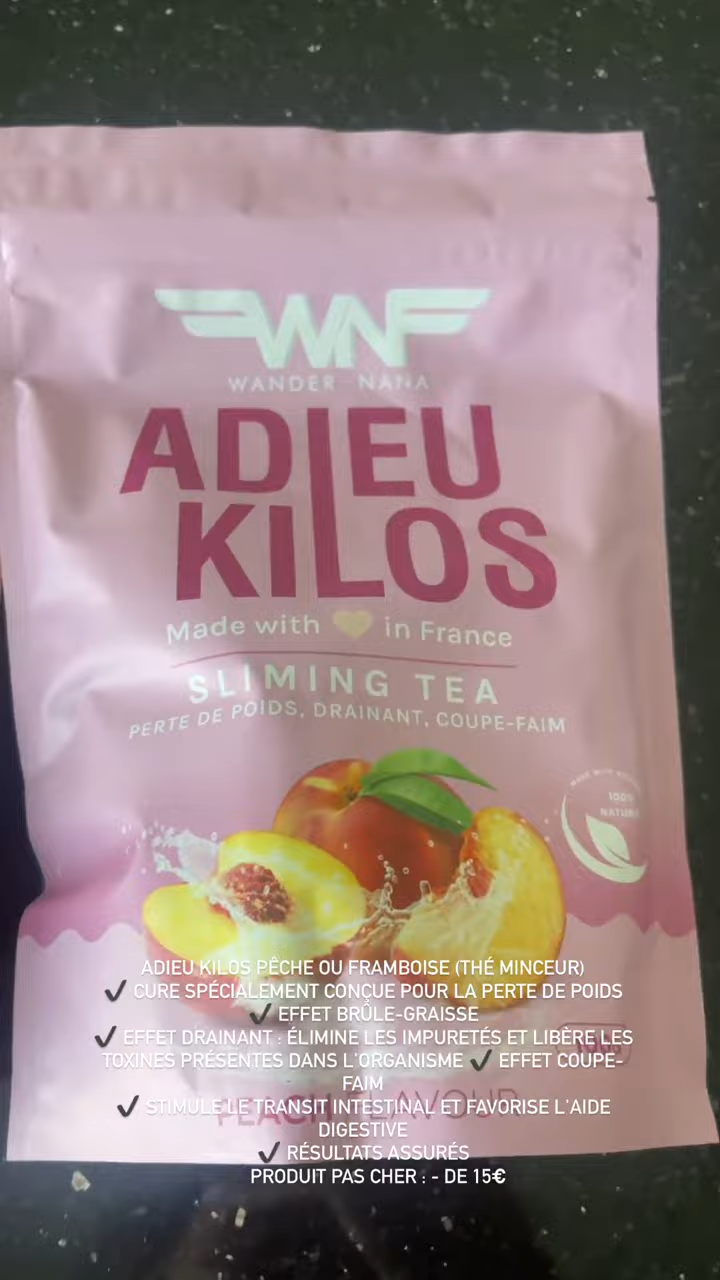 WNF
WANDER NANA
ADIEU
KILOS
Made with in France
SLIMING TEA
PERTE DE POIDS, DRAINANT, COUPE-FAIM
100%
ADIEU KILOS PÊCHE OU FRAMBOISE (THÉ MINCEUR)
✔ CURE SPÉCIALEMENT CONÇUE POUR LA PERTE DE POIDS
✔ EFFET BRÛLE-GRAISSE
✔ EFFET DRAINANT : ÉLIMINE LES IMPURETÉS ET LIBÈRE LES
TOXINES PRÉSENTES DANS L'ORGANISME ✔ EFFET COUPE-
FAIM
✔ STIMULE LE TRANSIT INTESTINAL ET FAVORISE L'AIDE
PEACH FLAVOUR
DIGESTIVE
✔ RÉSULTATS ASSURÉS
PRODUIT PAS CHER : - DE 15€